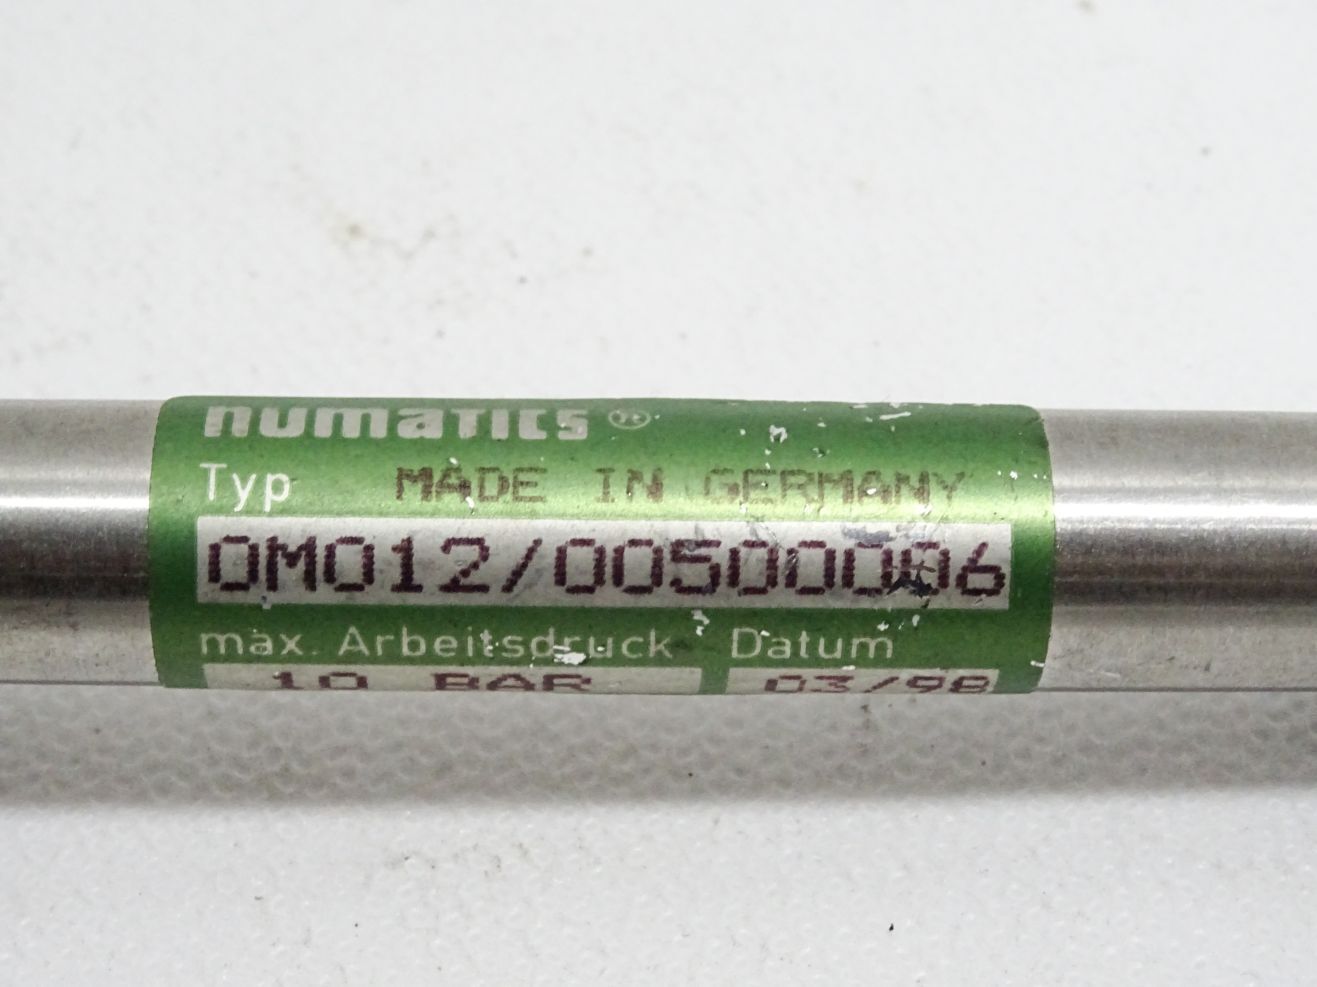 numatics ®
Typ MADE IN GERMANY
0M012/00500006
max. Arbeitsdruck Datum
10 BAR 03/98